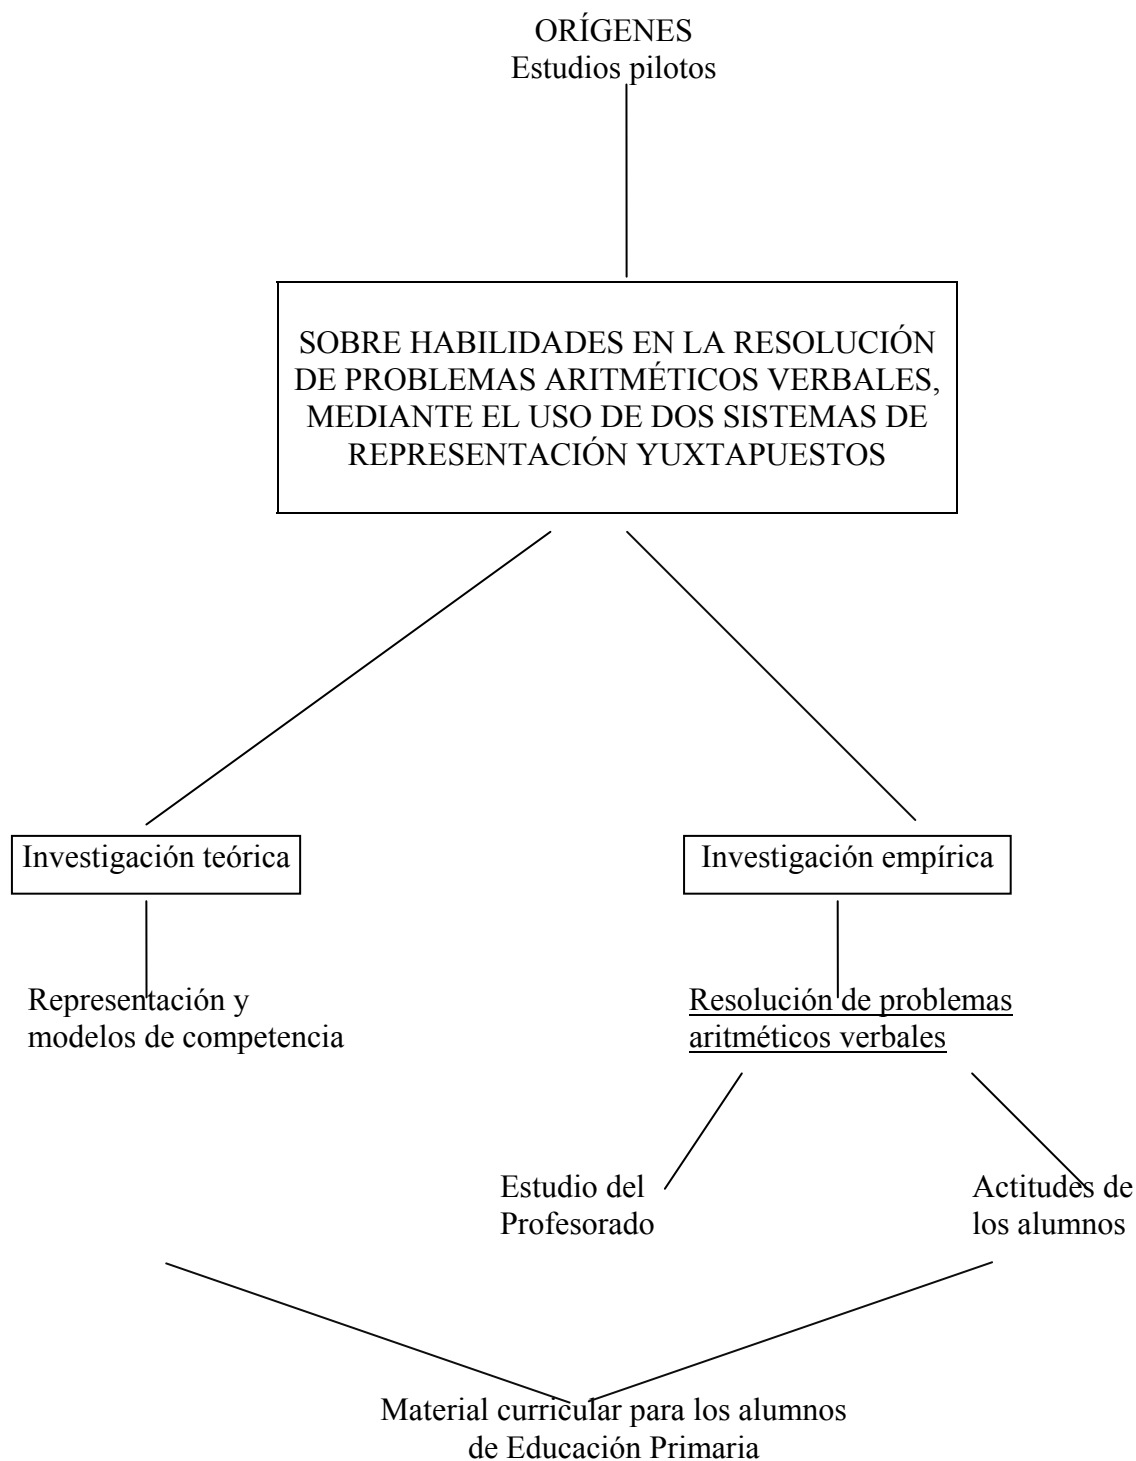 ORÍGENES
Estudios pilotos
SOBRE HABILIDADES EN LA RESOLUCIÓN
DE PROBLEMAS ARITMÉTICOS VERBALES,
MEDIANTE EL USO DE DOS SISTEMAS DE
REPRESENTACIÓN YUXTAPUESTOS
Investigación teórica
Investigación empírica
Representación y
modelos de competencia
Resolución de problemas
aritméticos verbales
Estudio del
Profesorado
Actitudes de
los alumnos
Material curricular para los alumnos
de Educación Primaria